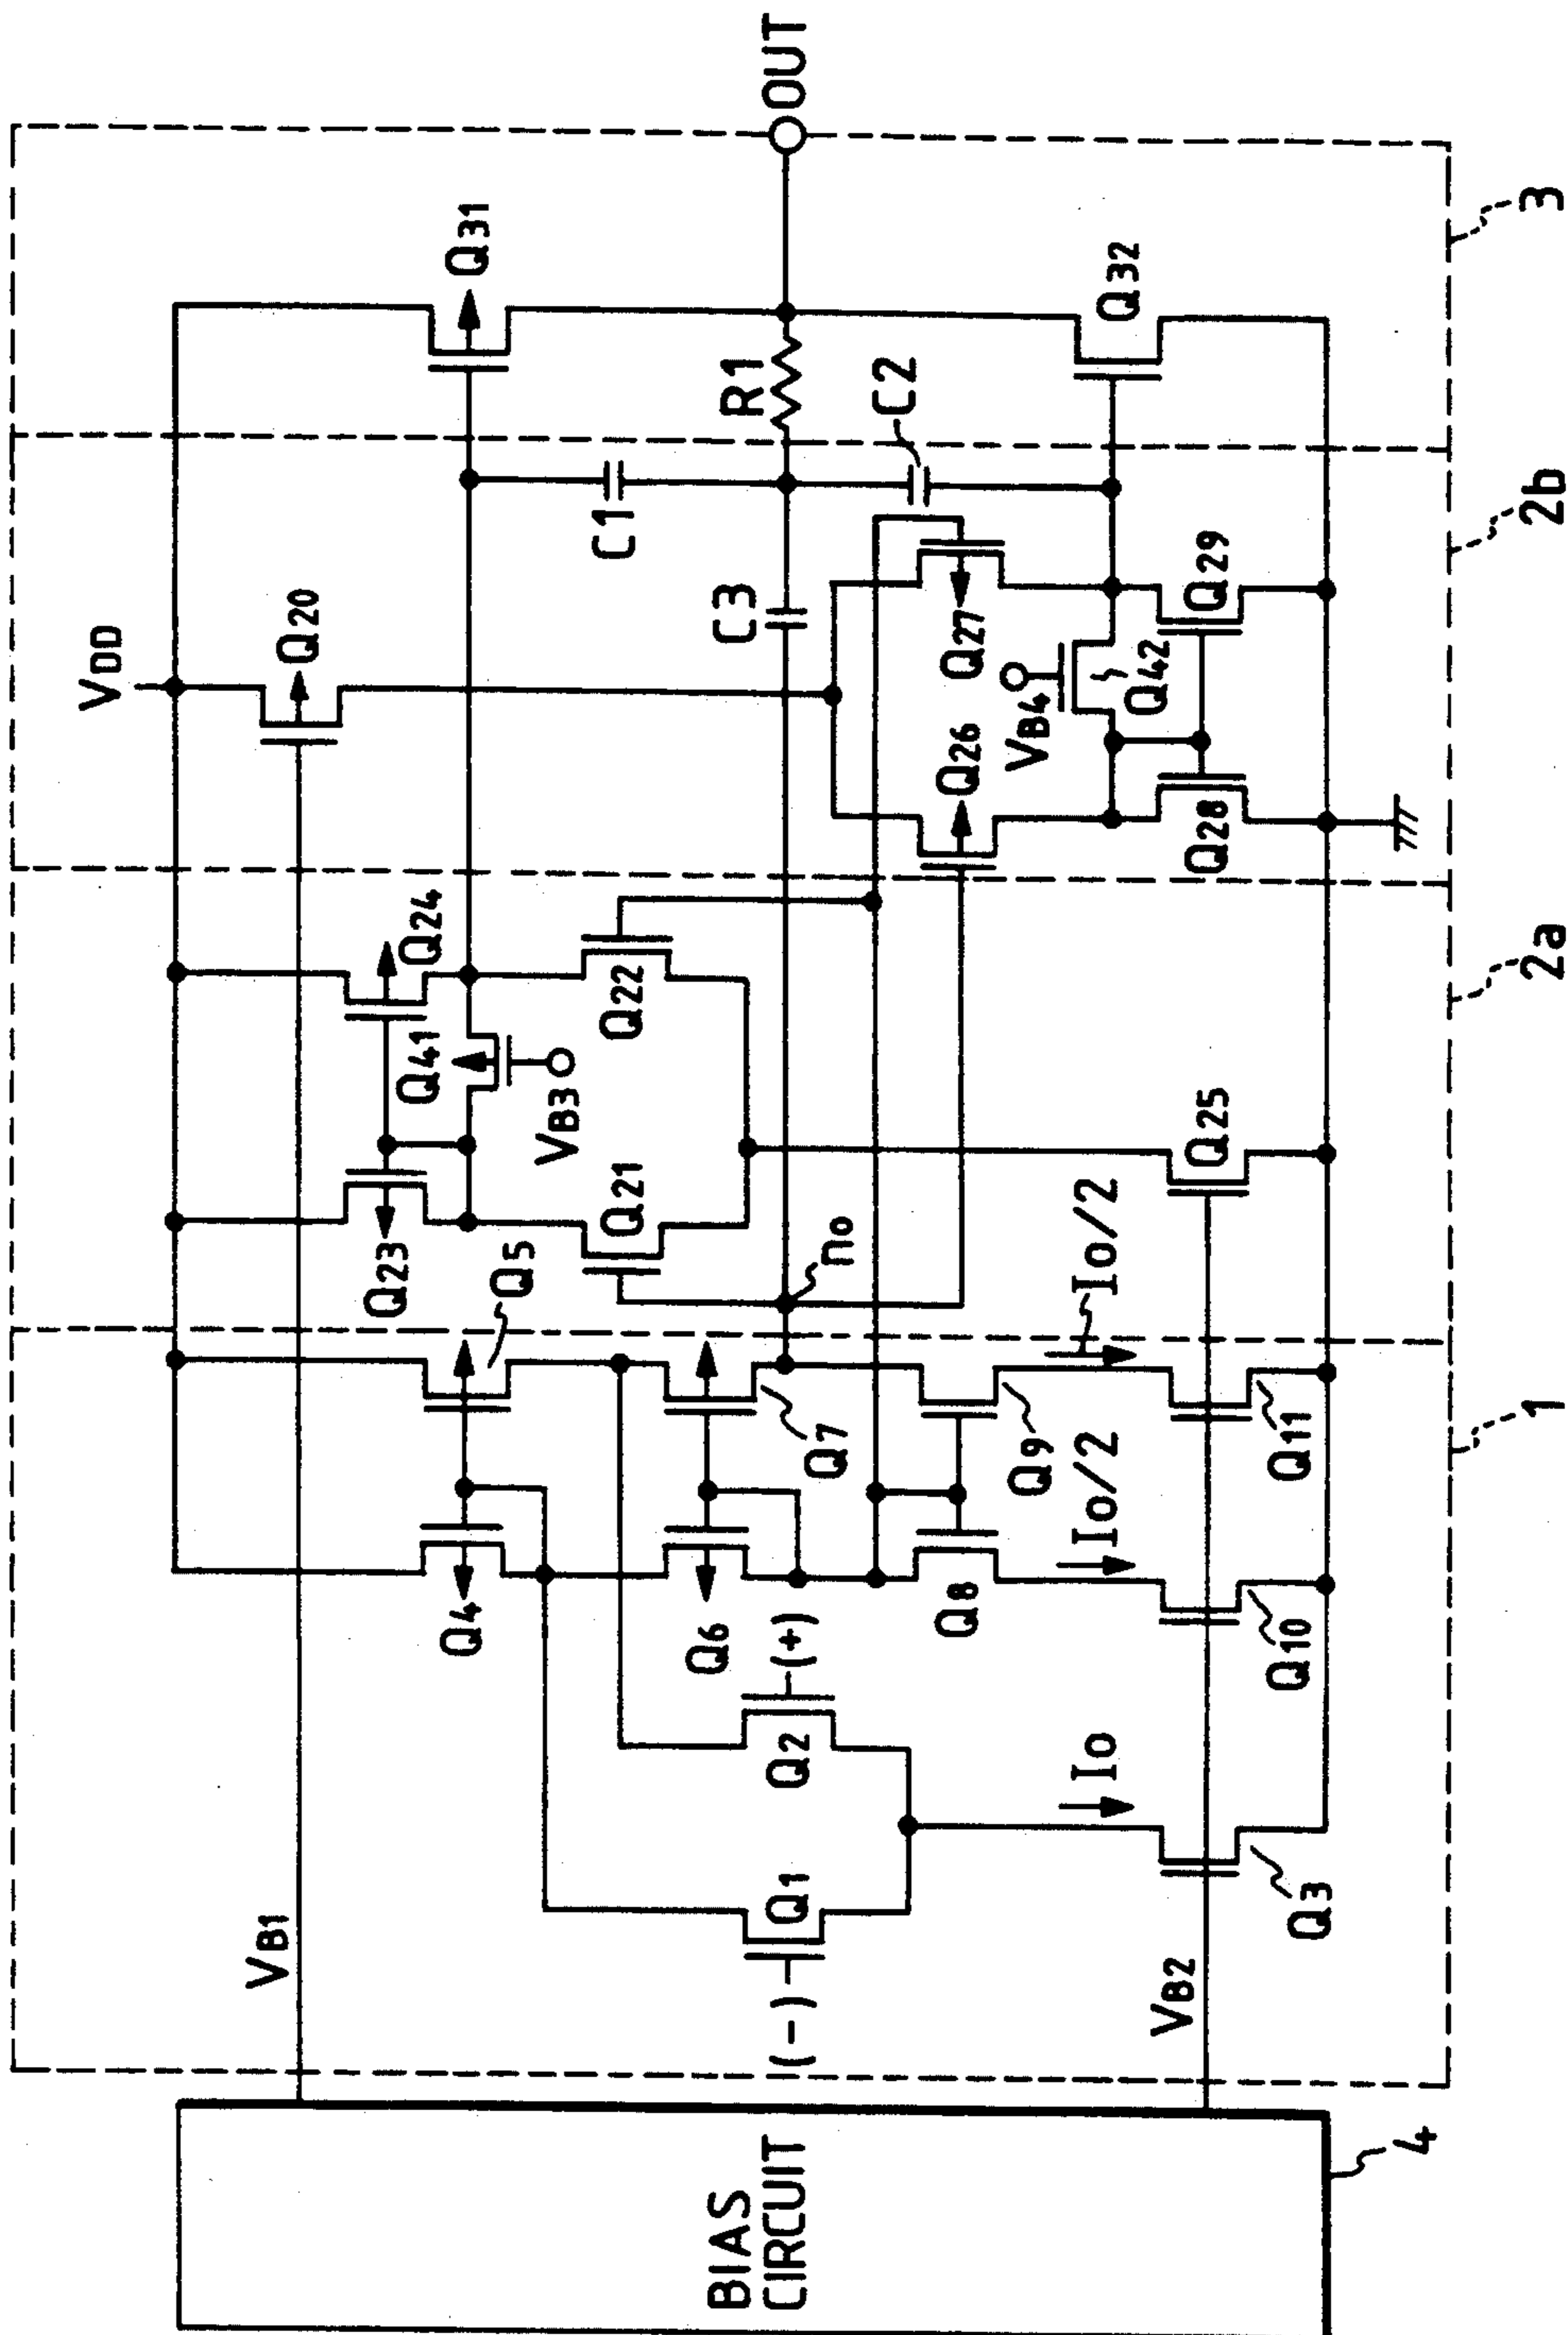 BIAS
CIRCUIT
4
VB1
VB2
(-)
Q1
Q2
(+)
Io
Q3
Q4
Q5
Q6
Q7
Q8
Q9
Io/2
Io/2
Q10
Q11
1
no
Q23
Q24
Q41
VB3
Q21
Q22
Q25
2a
VDD
Q20
C3
C1
C2
Q26
Q27
VB4
Q42
Q28
Q29
2b
R1
Q31
Q32
OUT
3